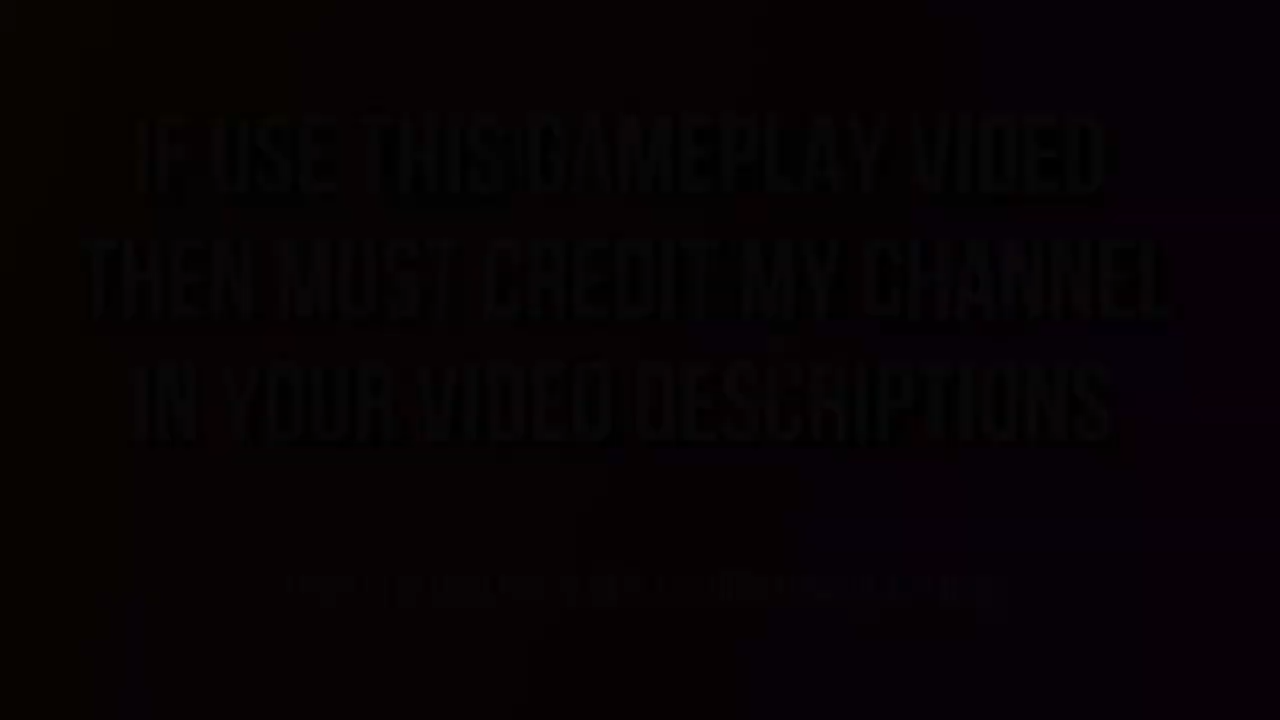 IF USE THIS GAMEPLAY VIDEO
THEN MUST CREDIT MY CHANNEL
IN YOUR VIDEO DESCRIPTIONS